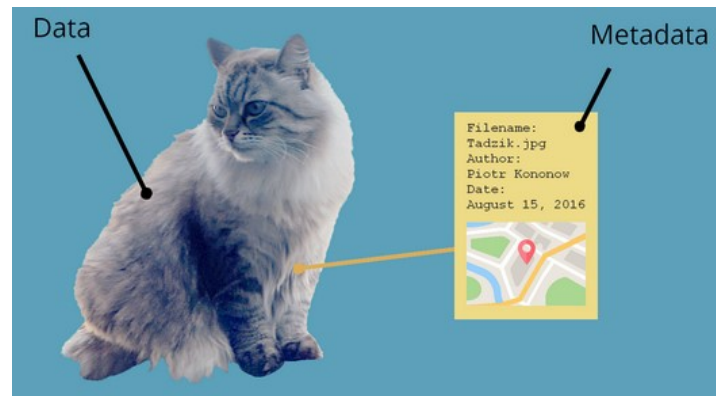 Data
Metadata
Filename:
Tadzik.jpg
Author:
Piotr Kononow
Date:
August 15, 2016